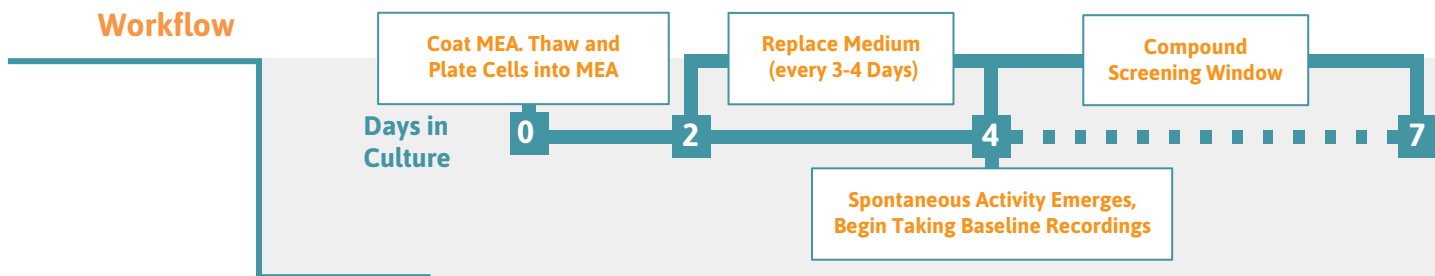 Workflow
Coat MEA. Thaw and
Plate Cells into MEA
Replace Medium
(every 3-4 Days)
Compound
Screening Window
Days in
Culture
0
2
4
7
Spontaneous Activity Emerges,
Begin Taking Baseline Recordings